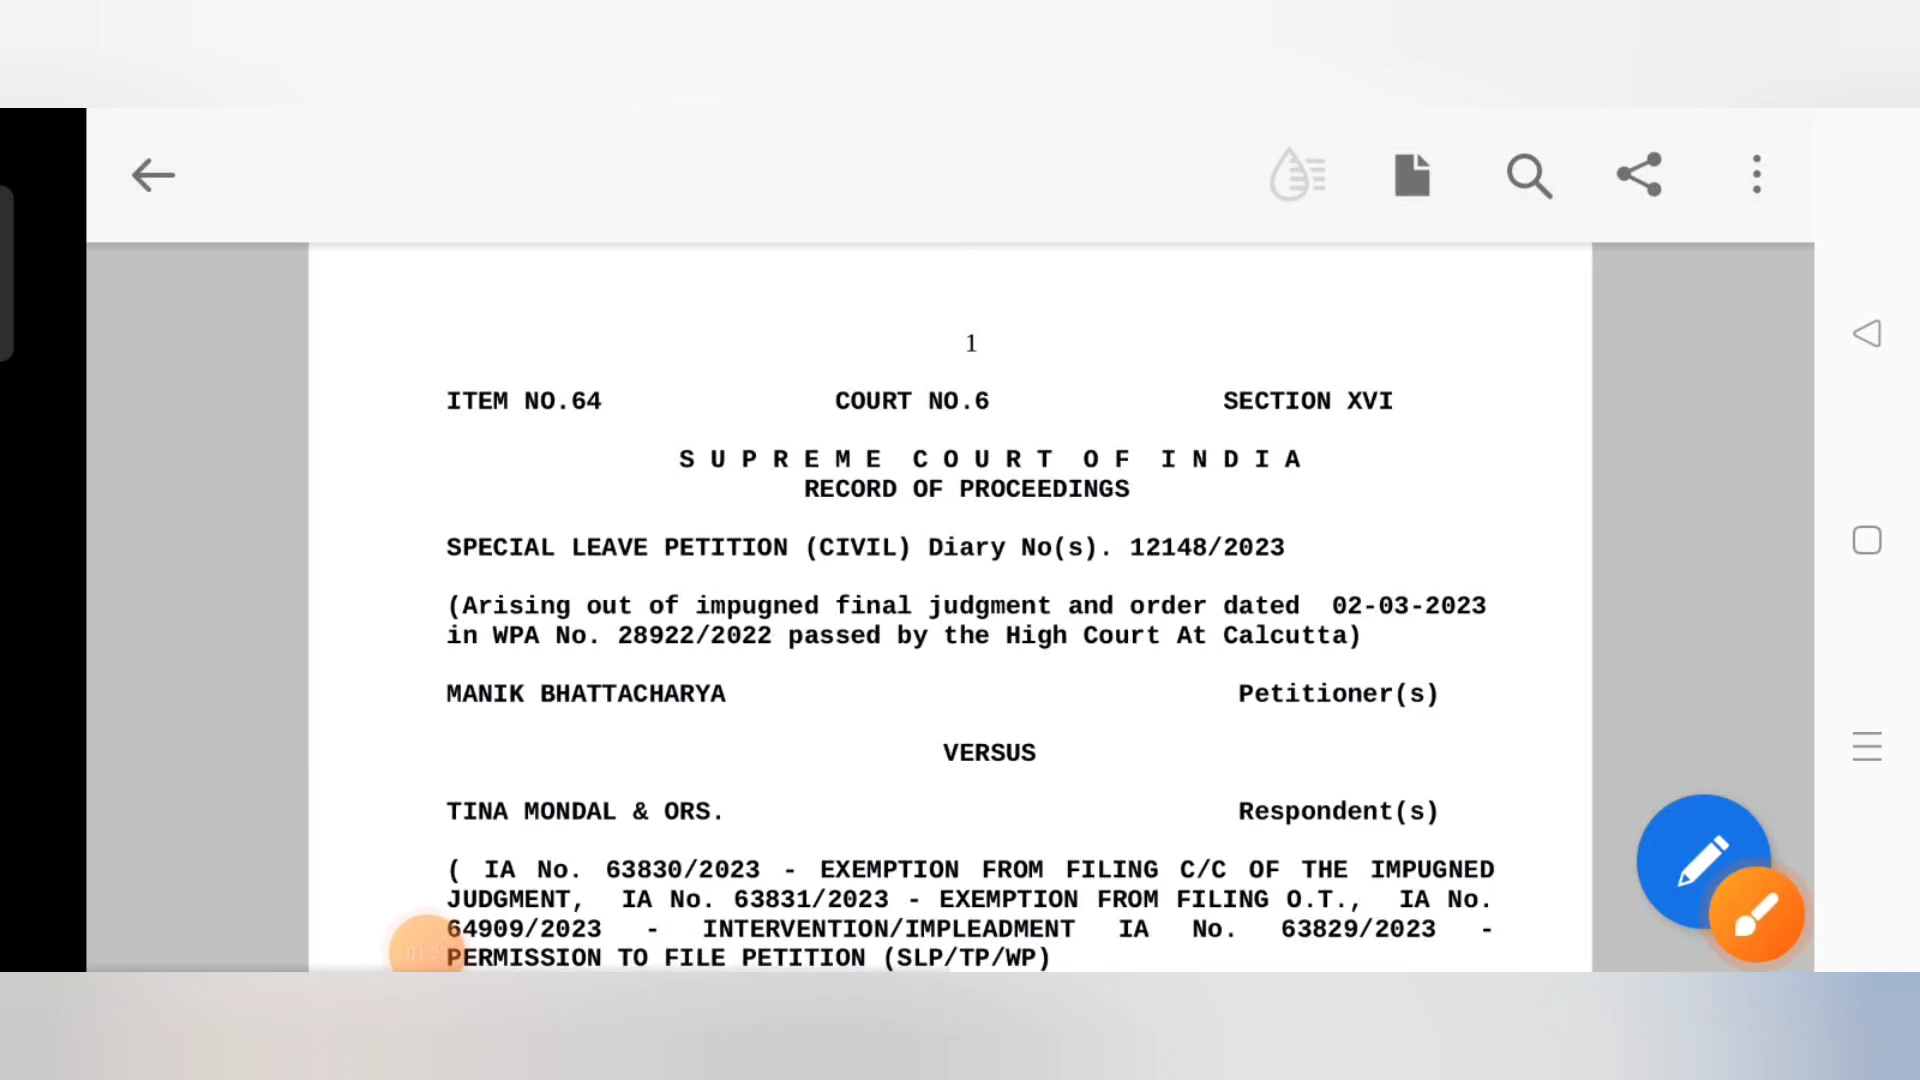 1
ITEM NO.64 COURT NO.6 SECTION XVI
S U P R E M E C O U R T O F I N D I A
RECORD OF PROCEEDINGS
SPECIAL LEAVE PETITION (CIVIL) Diary No(s). 12148/2023
(Arising out of impugned final judgment and order dated 02-03-2023
in WPA No. 28922/2022 passed by the High Court At Calcutta)
MANIK BHATTACHARYA Petitioner(s)
VERSUS
TINA MONDAL & ORS. Respondent(s)
( IA No. 63830/2023 - EXEMPTION FROM FILING C/C OF THE IMPUGNED
JUDGMENT, IA No. 63831/2023 - EXEMPTION FROM FILING O.T., IA No.
64909/2023 - INTERVENTION/IMPLEADMENT IA No. 63829/2023 -
PERMISSION TO FILE PETITION (SLP/TP/WP)